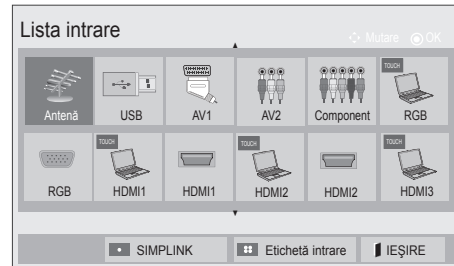 Lista intrare
Mutare OK
TOUCH
Antenă USB AV1 AV2 Component RGB
TOUCH TOUCH TOUCH
RGB HDMI1 HDMI1 HDMI2 HDMI2 HDMI3
SIMPLINK Etichetă intrare IEŞIRE